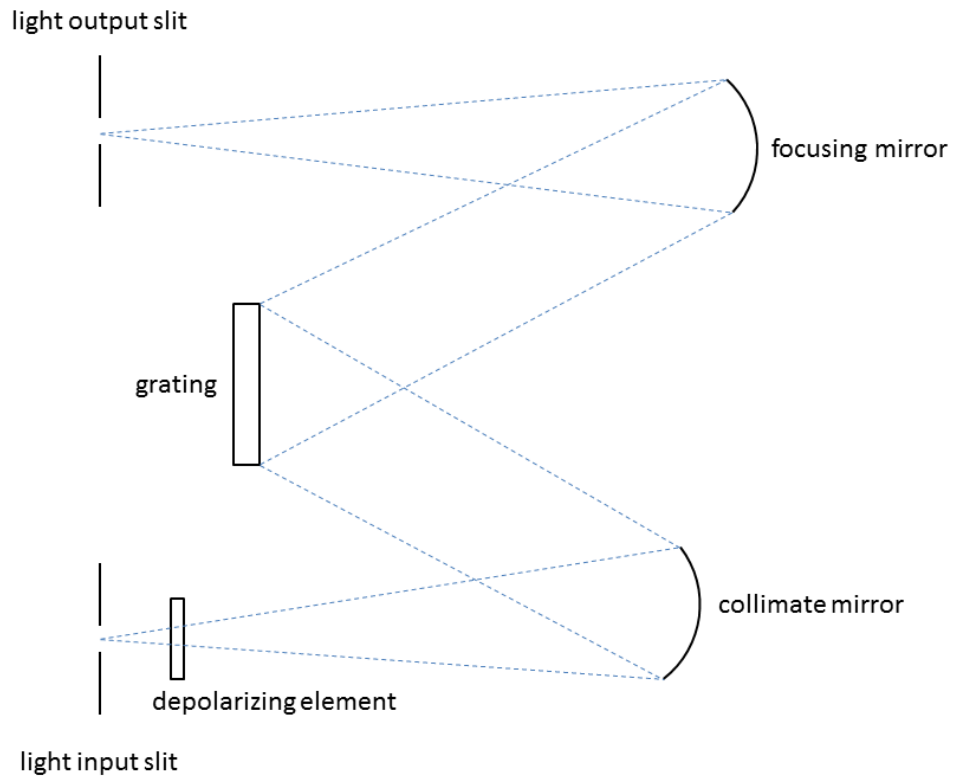 light output slit
focusing mirror
grating
collimate mirror
depolarizing element
light input slit